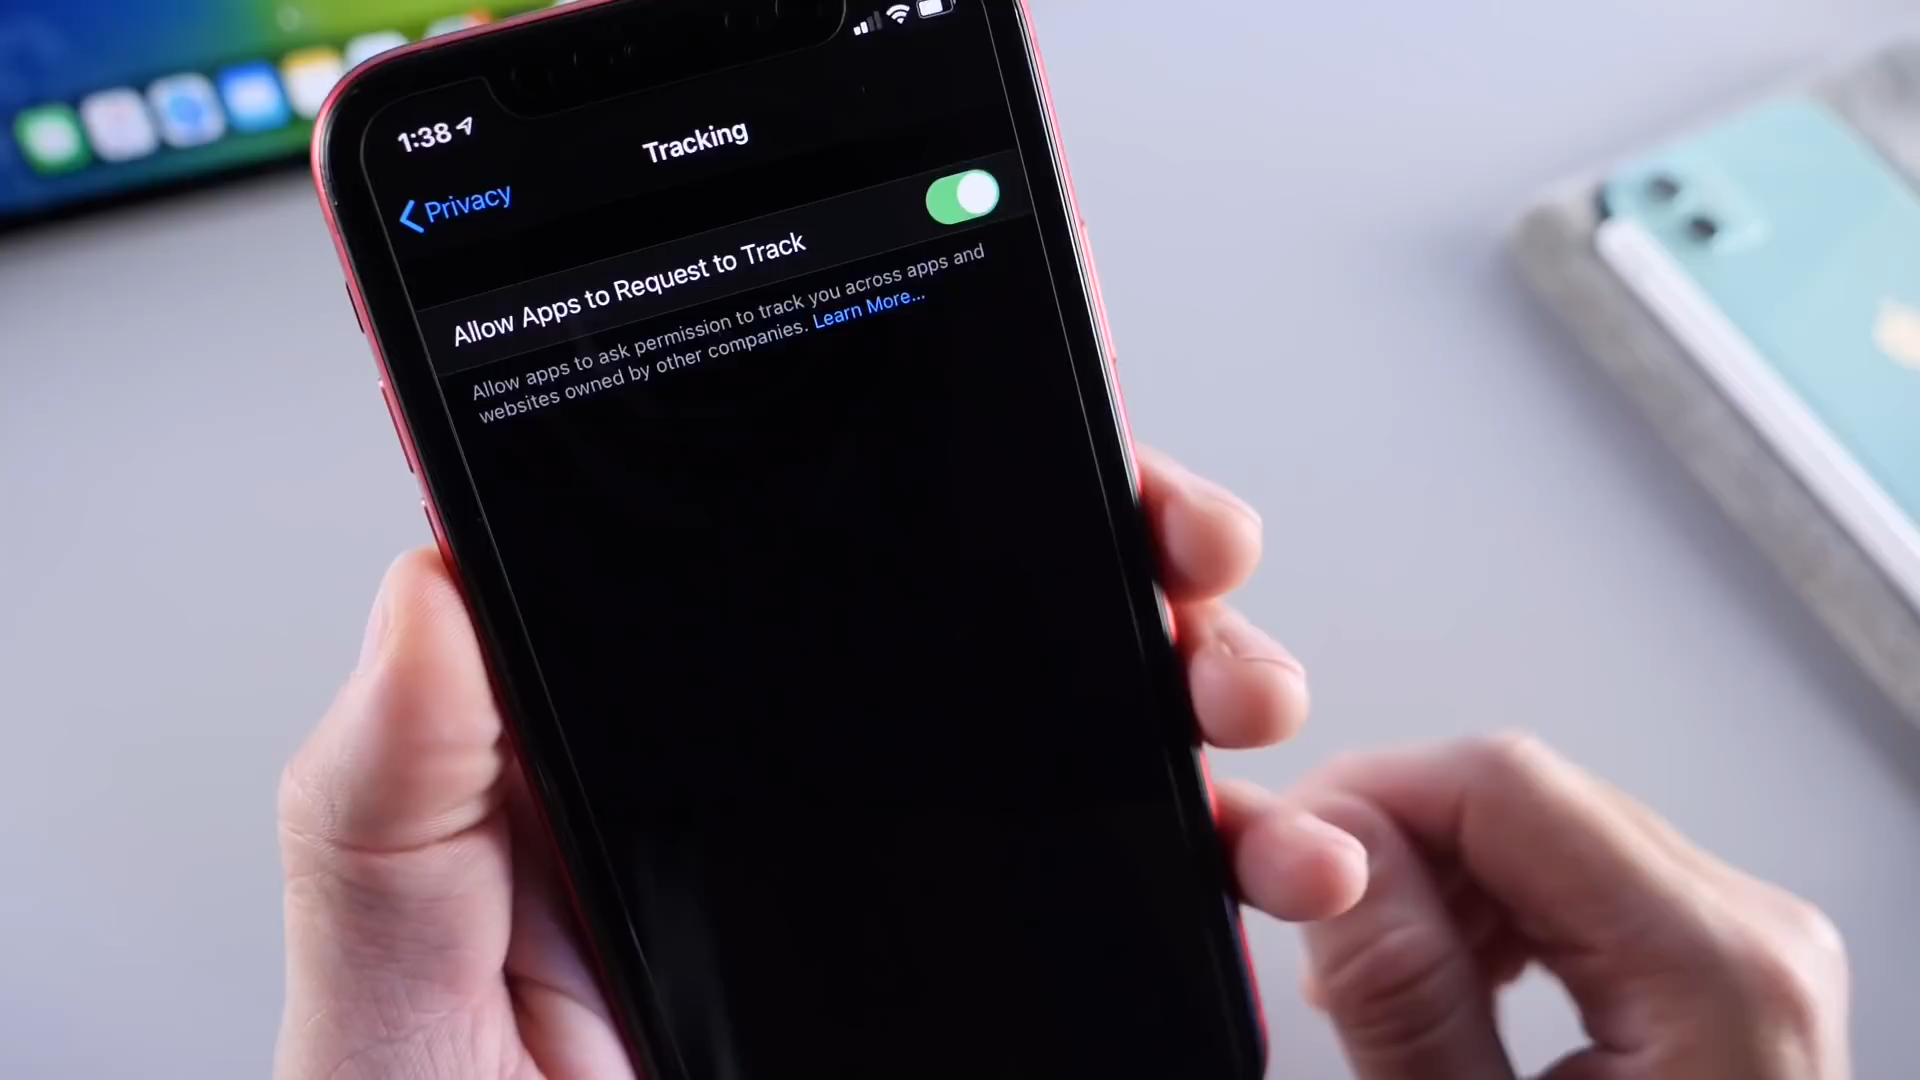 1:38
Tracking
Privacy
Allow Apps to Request to Track
Allow apps to ask permission to track you across apps and
websites owned by other companies. Learn More...